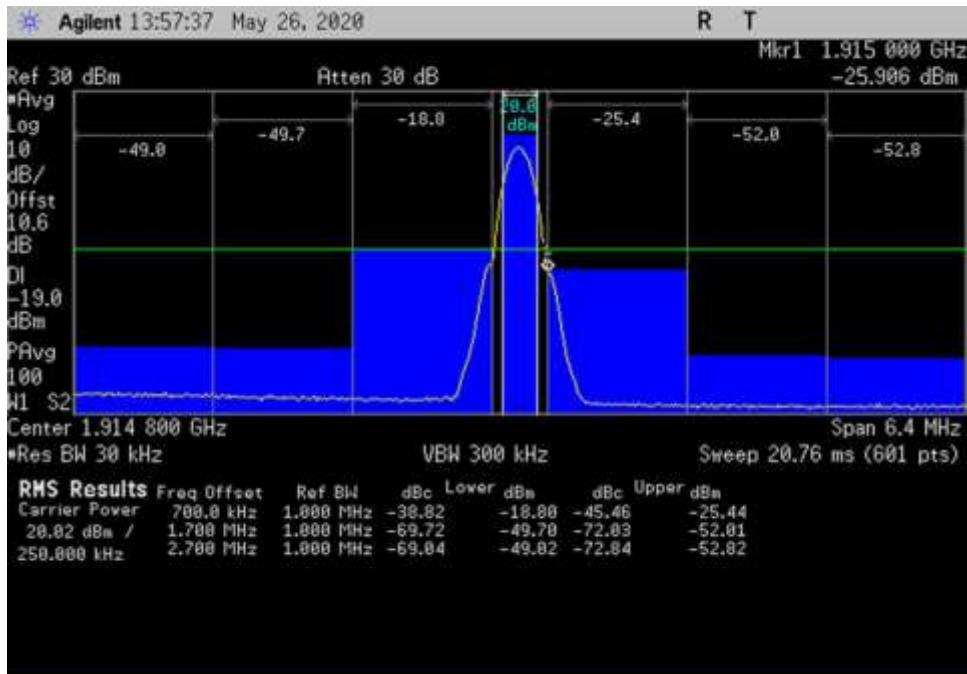 Agilent 13:57:37 May 26, 2020 R T
Mkr1 1.915 000 GHz
Ref 30 dBm Atten 30 dB -25.906 dBm
*Avg
Log
10
dB/
Offst
10.6
dB
DI
-19.0
dBm
PAvg
100
W1 S2
-49.0 -49.7 -18.8 20.0 dBm -25.4 -52.0 -52.8
Center 1.914 800 GHz Span 6.4 MHz
*Res BW 30 kHz VBW 300 kHz Sweep 20.76 ms (601 pts)
RMS Results Freq Offset Ref BW dBc Lower dBm dBc Upper dBm
Carrier Power 700.0 kHz 1.000 MHz -38.82 -18.80 -45.46 -25.44
20.02 dBm / 1.700 MHz 1.000 MHz -69.72 -49.70 -72.03 -52.01
250.000 kHz 2.700 MHz 1.000 MHz -69.04 -49.02 -72.84 -52.82